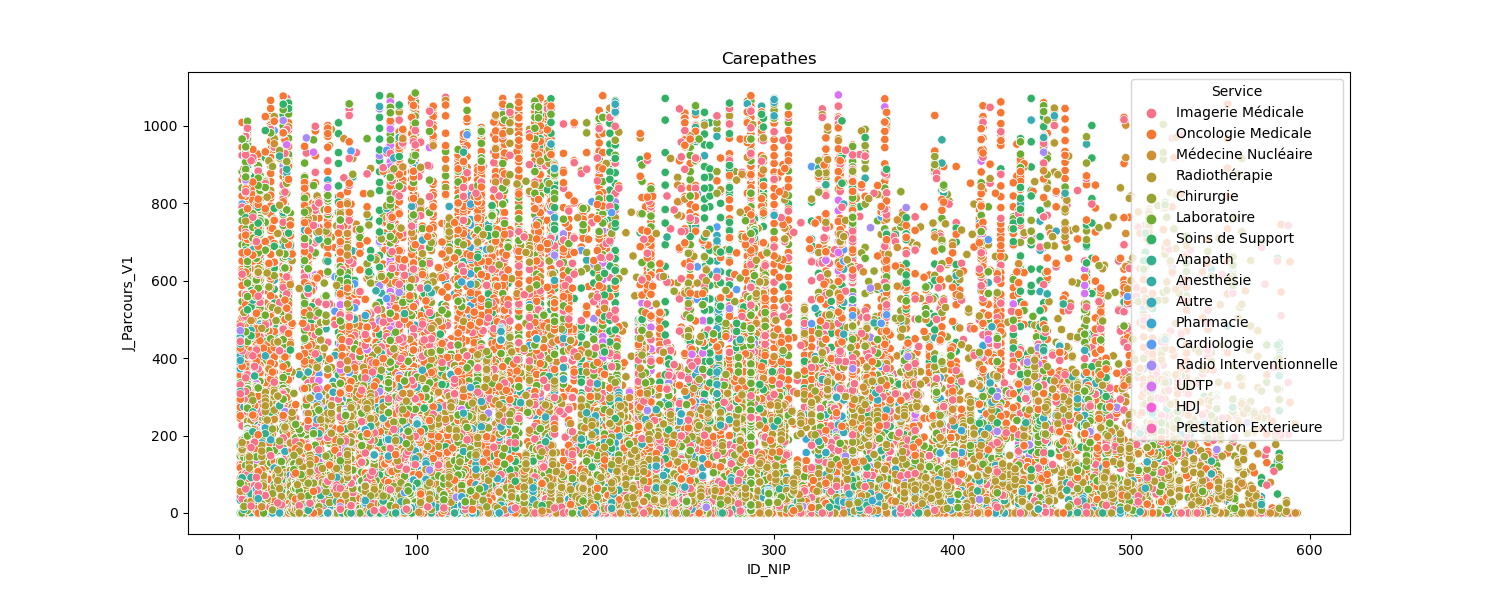 Carepathes
J_Parcours_V1
1000
800
600
400
200
0
0 100 200 300 400 500 600
ID_NIP
Service
Imagerie Médicale
Oncologie Medicale
Médecine Nucléaire
Radiothérapie
Chirurgie
Laboratoire
Soins de Support
Anapath
Anesthésie
Autre
Pharmacie
Cardiologie
Radio Interventionnelle
UDTP
HDJ
Prestation Exterieure